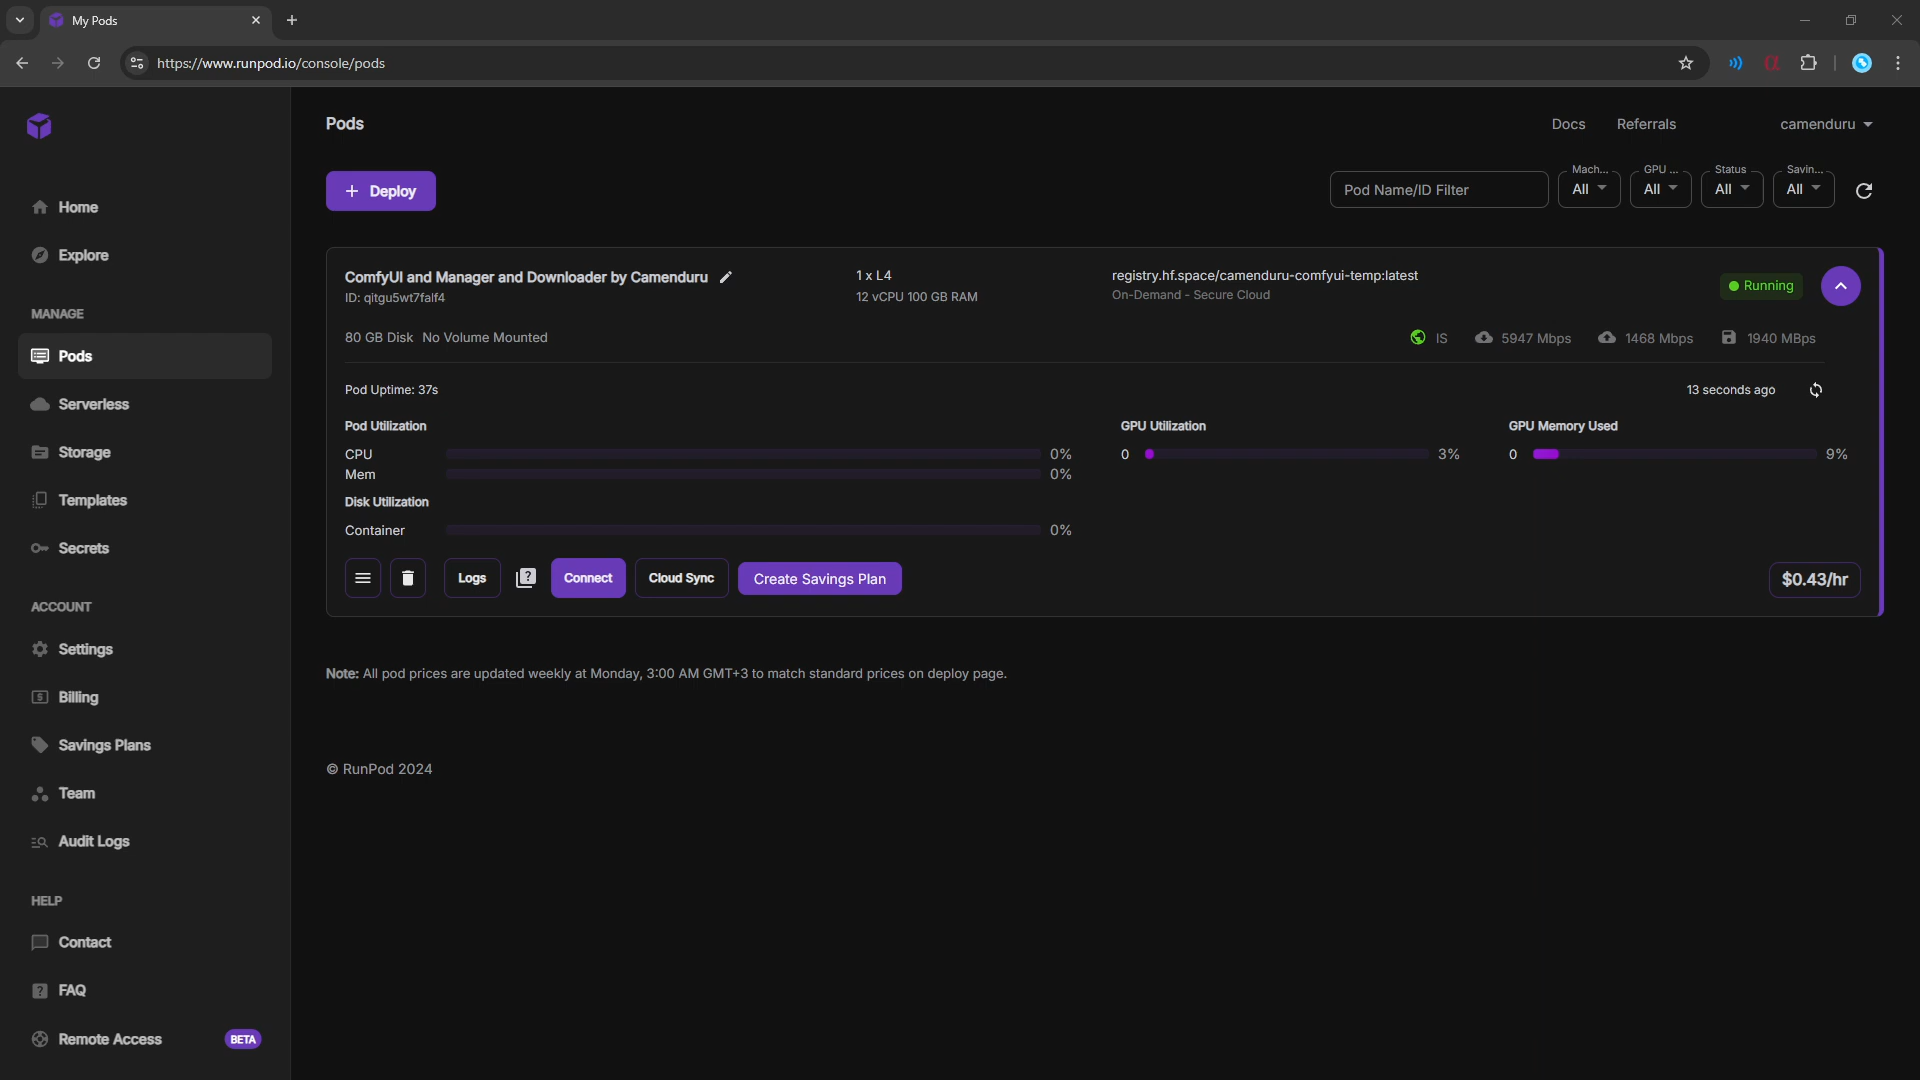 My Pods
https://www.runpod.io/console/pods
Pods
Docs
Referrals
camenduru
Deploy
Pod Name/ID Filter
Mach...
All
GPU ...
All
Status
All
Savin...
All
Home
Explore
MANAGE
Pods
Serverless
Storage
Templates
Secrets
ACCOUNT
Settings
Billing
Savings Plans
Team
Audit Logs
HELP
Contact
FAQ
Remote Access
BETA
ComfyUI and Manager and Downloader by Camenduru
ID: qitgu5wt7falf4
1 x L4
12 vCPU 100 GB RAM
registry.hf.space/camenduru-comfyui-temp:latest
On-Demand - Secure Cloud
Running
80 GB Disk No Volume Mounted
IS
5947 Mbps
1468 Mbps
1940 MBps
Pod Uptime: 37s
13 seconds ago
Pod Utilization
CPU
0%
Mem
0%
Disk Utilization
Container
0%
GPU Utilization
0
3%
GPU Memory Used
0
9%
Logs
Connect
Cloud Sync
Create Savings Plan
$0.43/hr
Note: All pod prices are updated weekly at Monday, 3:00 AM GMT+3 to match standard prices on deploy page.
© RunPod 2024